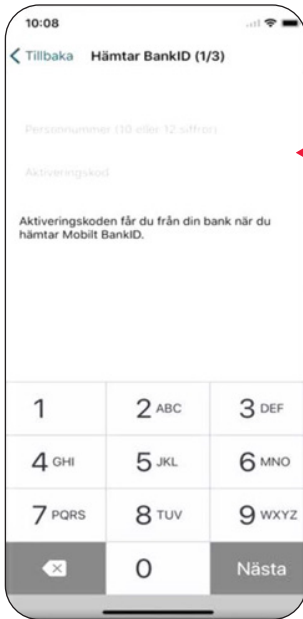 10:08
Tillbaka Hämtar BankID (1/3)
Personnummer (10 eller 12 siffror)
Aktiveringskod
Aktiveringskoden får du från din bank när du
hämtar Mobilt BankID.
1 2 ABC 3 DEF
4 GHI 5 JKL 6 MNO
7 PQRS 8 TUV 9 WXYZ
0 Nästa